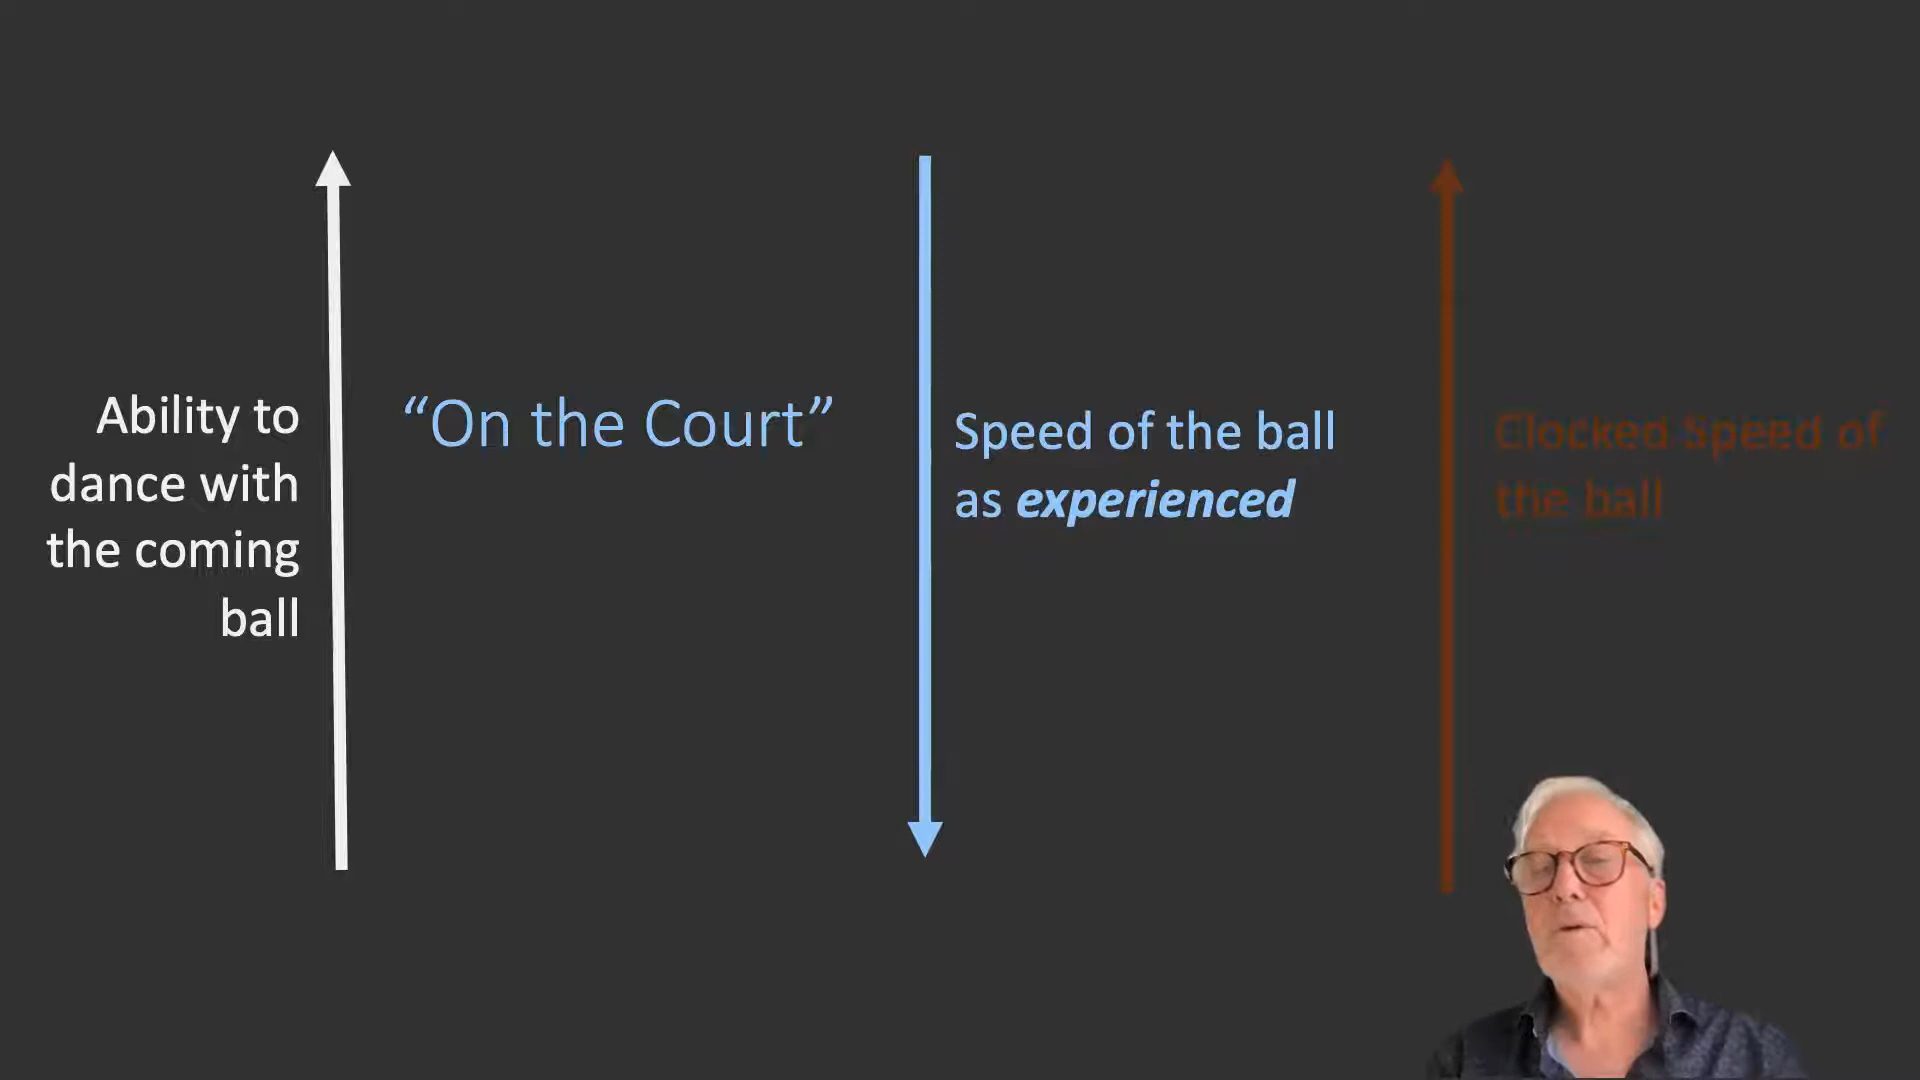 Ability to
dance with
the coming
ball
“On the Court”
Speed of the ball
as experienced
Clocked Speed of
the ball